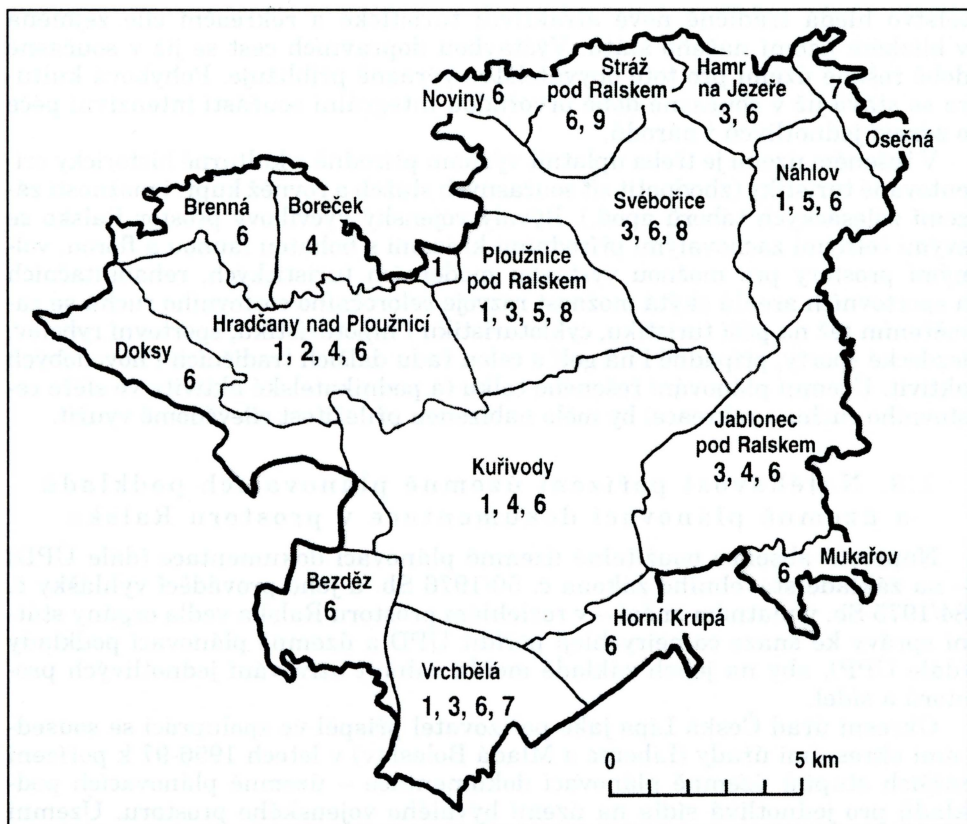 Noviny 6
Stráž
pod Ralskem
6, 9
Hamr
na Jezeře
3, 6
7
Osečná
Náhlov
1, 5, 6
Svébořice
3, 6, 8
Brenná
6
Boreček
4
1
Ploužnice
pod Ralskem
1, 3, 5, 8
Hradčany nad Ploužnicí
1, 2, 4, 6
Doksy
6
Jablonec
pod Ralskem
3, 4, 6
Kuřivody
1, 4, 6
Mukařov
6
Bezděz
6
Horní Krupá
6
Vrchbělá
1, 3, 6, 7
0 5 km